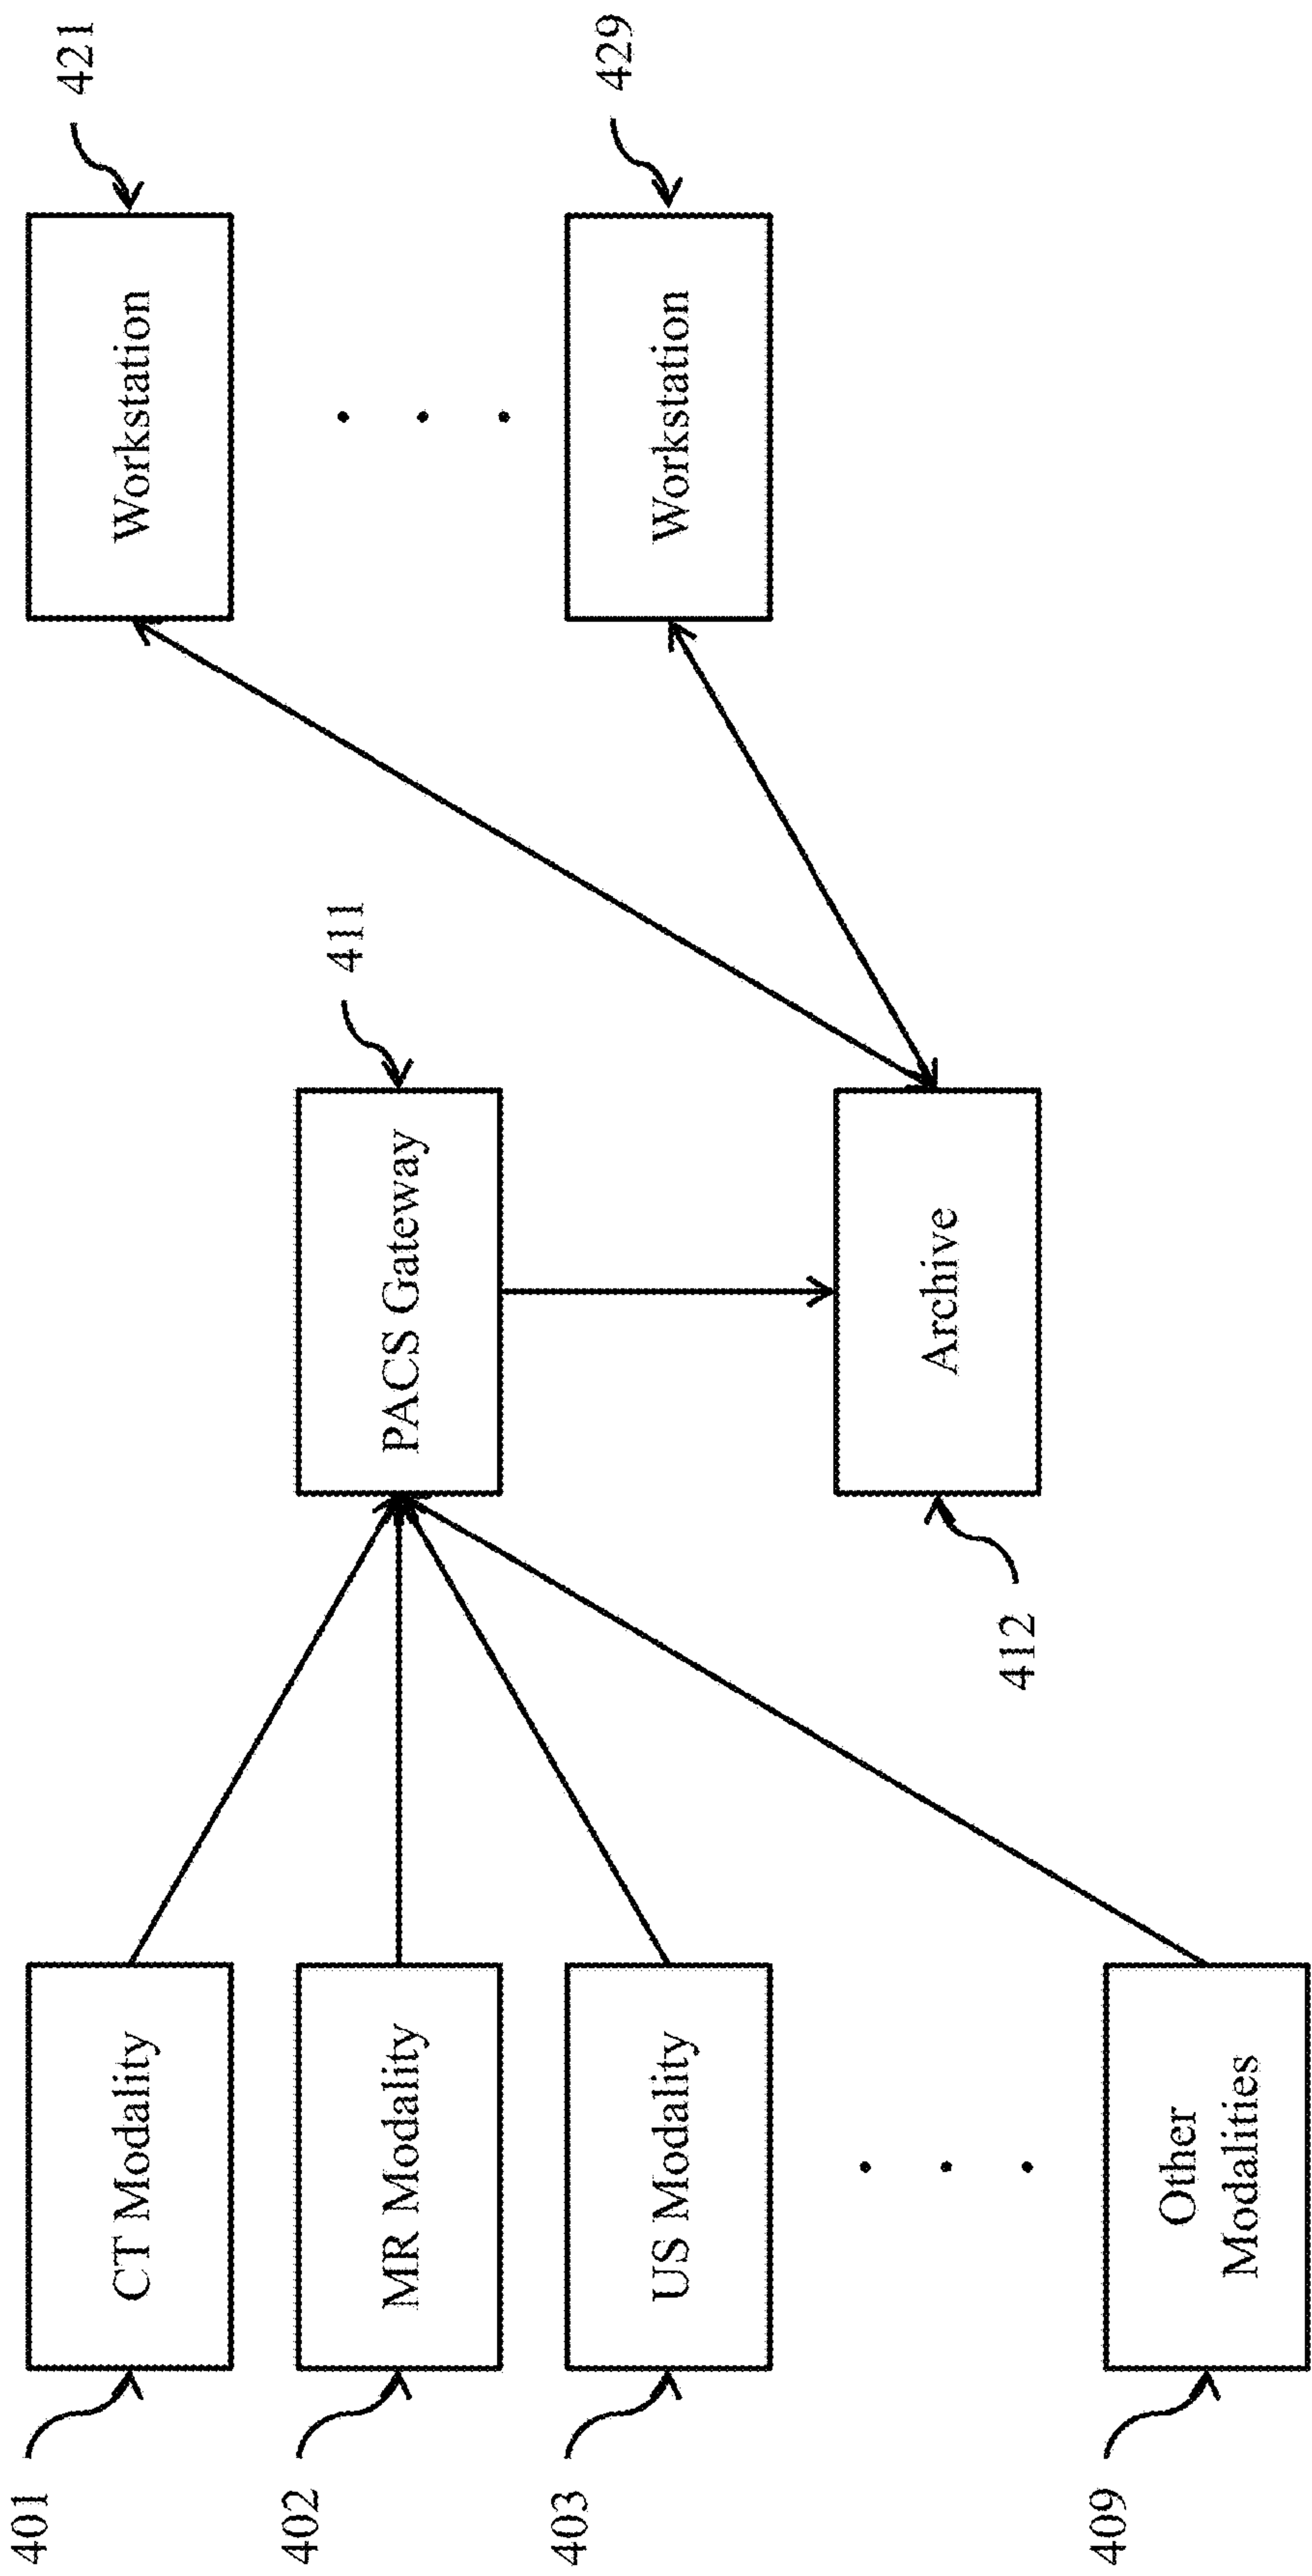 401
CT Modality
402
MR Modality
403
US Modality
409
Other
Modalities
PACS Gateway
411
Archive
412
Workstation
421
Workstation
429